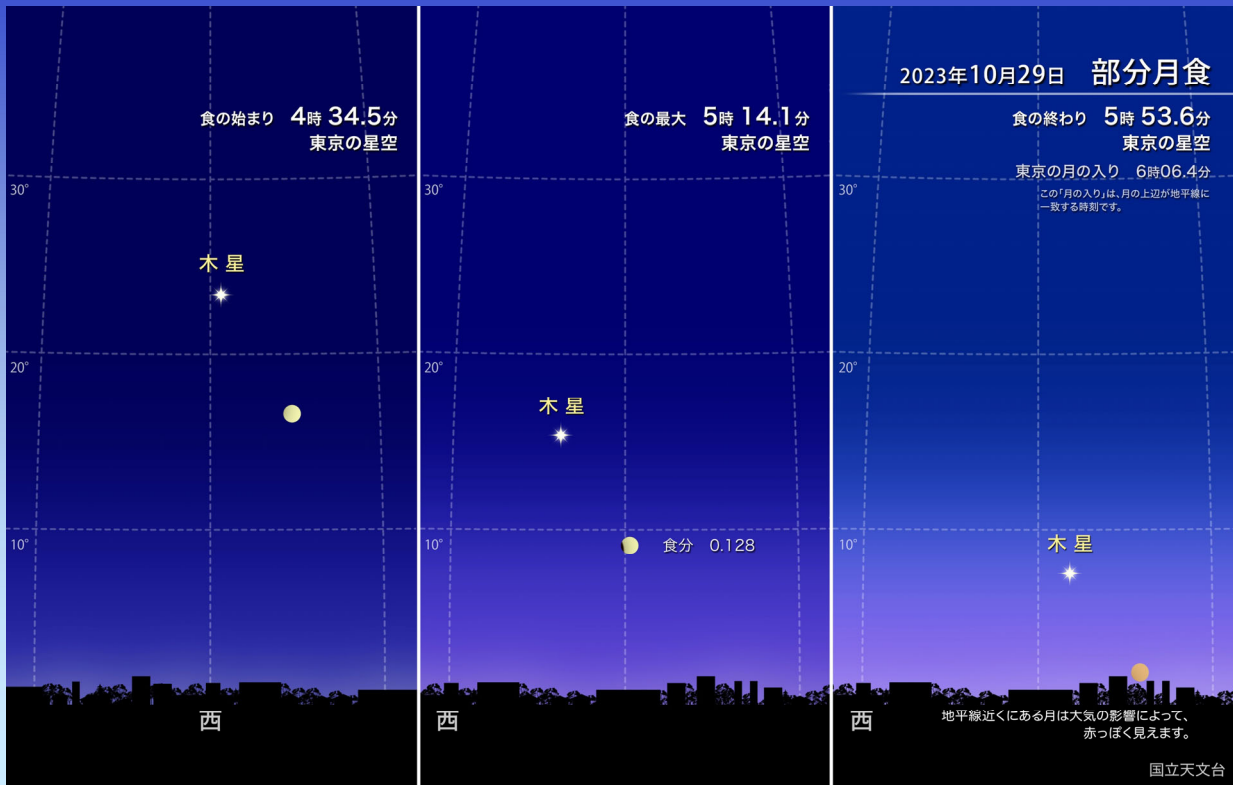 食の始まり 4時 34.5分
東京の星空
30°
木星
20°
10°
西
食の最大 5時 14.1分
東京の星空
30°
20°
木星
10°
食分 0.128
西
2023年10月29日 部分月食
食の終わり 5時 53.6分
東京の星空
東京の月の入り 6時06.4分
この「月の入り」は、月の上辺が地平線に
一致する時刻です。
30°
20°
10°
木星
西
地平線近くにある月は大気の影響によって、
赤っぽく見えます。
国立天文台